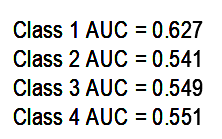 Class 1 AUC = 0.627
Class 2 AUC = 0.541
Class 3 AUC = 0.549
Class 4 AUC = 0.551